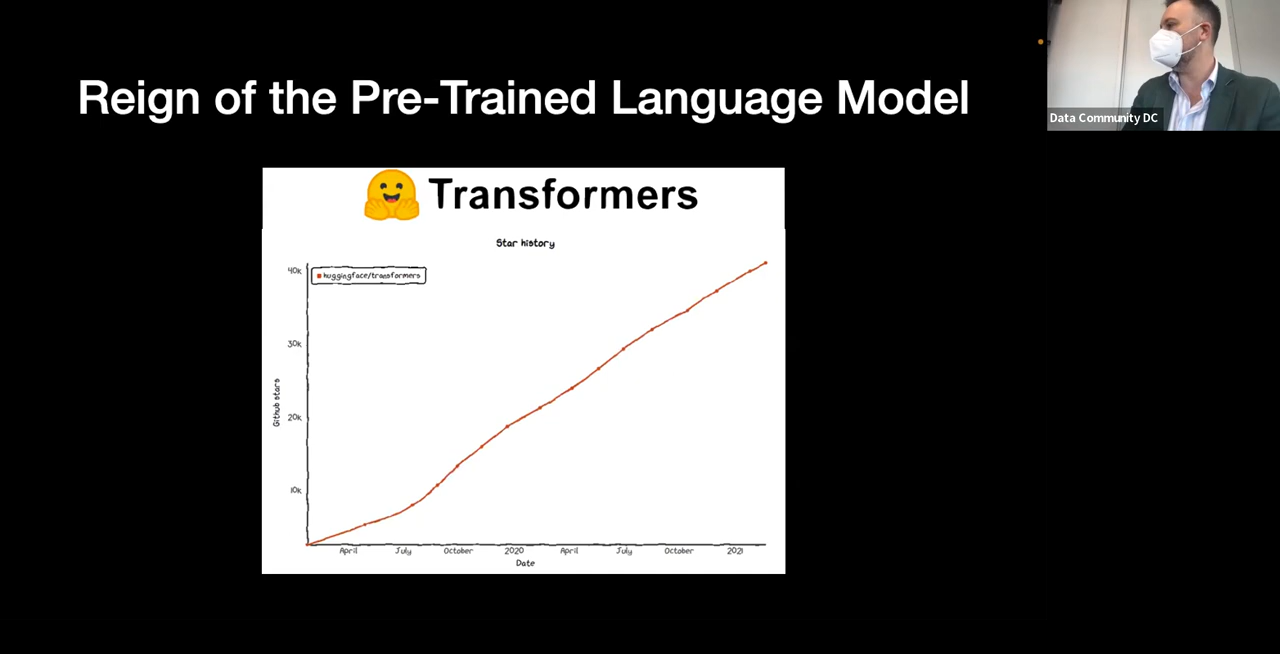 Reign of the Pre-Trained Language Model
Data Community DC
Transformers
Star history
huggingface/transformers
40k
30k
20k
10k
Github stars
April July October 2020 April July October 2021
Date